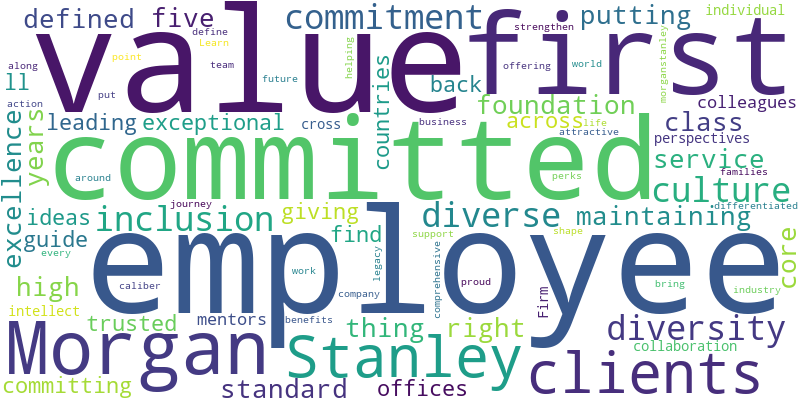 value
first
defined
five
commitment
putting
individual
define
Learn
point
team
strengthen
helping
offering
world
morganstanley
future
along
ll
back
action
put
countries
foundation
colleagues
leading
exceptional
cross
business
across
life
class
attractive
perspectives
years
excellence
committed
service
around
perks
families
culture
journey
differentiated
ideas
inclusion
giving
diverse
maintaining
guide
find
support
shape
every
core
employee
legacy
comprehensive
work
caliber
high
company
proud
Firm
bring
industry
intellect
trusted
mentors
benefits
thing
right
diversity
Morgan
Stanley
collaboration
clients
committing
standard
offices